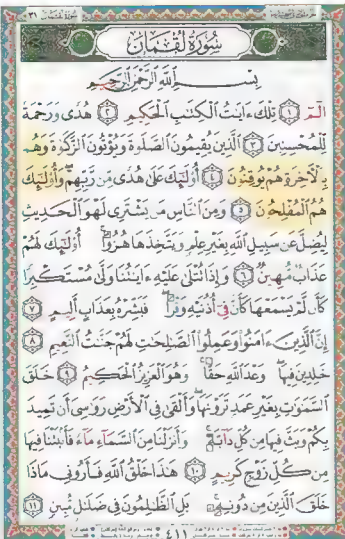 سُورَةُ لُقْمَانَ
بِسْمِ ٱللَّهِ ٱلرَّحْمَٰنِ ٱلرَّحِيمِ
الٓمٓ ١ تِلْكَ ءَايَٰتُ ٱلْكِتَٰبِ ٱلْحَكِيمِ ٢ هُدًى وَرَحْمَةً
لِّلْمُحْسِنِينَ ٣ ٱلَّذِينَ يُقِيمُونَ ٱلصَّلَوٰةَ وَيُؤْتُونَ ٱلزَّكَوٰةَ وَهُم
بِٱلْءَاخِرَةِ هُمْ يُوقِنُونَ ٤ أُوْلَٰٓئِكَ عَلَىٰ هُدًى مِّن رَّبِّهِمْ ۖ وَأُوْلَٰٓئِكَ
هُمُ ٱلْمُفْلِحُونَ ٥ وَمِنَ ٱلنَّاسِ مَن يَشْتَرِى لَهْوَ ٱلْحَدِيثِ
لِيُضِلَّ عَن سَبِيلِ ٱللَّهِ بِغَيْرِ عِلْمٍ وَيَتَّخِذَهَا هُزُوًا ۚ أُوْلَٰٓئِكَ لَهُمْ
عَذَابٌ مُّهِينٌ ٦ وَإِذَا تُتْلَىٰ عَلَيْهِ ءَايَٰتُنَا وَلَّىٰ مُسْتَكْبِرًا
كَأَن لَّمْ يَسْمَعْهَا كَأَنَّ فِىٓ أُذُنَيْهِ وَقْرًا ۖ فَبَشِّرْهُ بِعَذَابٍ أَلِيمٍ ٧
إِنَّ ٱلَّذِينَ ءَامَنُوا۟ وَعَمِلُوا۟ ٱلصَّٰلِحَٰتِ لَهُمْ جَنَّٰتُ ٱلنَّعِيمِ ٨
خَٰلِدِينَ فِيهَا ۖ وَعْدَ ٱللَّهِ حَقًّا ۚ وَهُوَ ٱلْعَزِيزُ ٱلْحَكِيمُ ٩ خَلَقَ
ٱلسَّمَٰوَٰتِ بِغَيْرِ عَمَدٍ تَرَوْنَهَا ۖ وَأَلْقَىٰ فِى ٱلْأَرْضِ رَوَٰسِىَ أَن تَمِيدَ
بِكُمْ وَبَثَّ فِيهَا مِن كُلِّ دَآبَّةٍ ۚ وَأَنزَلْنَا مِنَ ٱلسَّمَآءِ مَآءً فَأَنۢبَتْنَا فِيهَا
مِن كُلِّ زَوْجٍ كَرِيمٍ ١٠ هَٰذَا خَلْقُ ٱللَّهِ فَأَرُونِى مَاذَا
خَلَقَ ٱلَّذِينَ مِن دُونِهِۦ ۚ بَلِ ٱلظَّٰلِمُونَ فِى ضَلَٰلٍ مُّبِينٍ ١١
٤١١